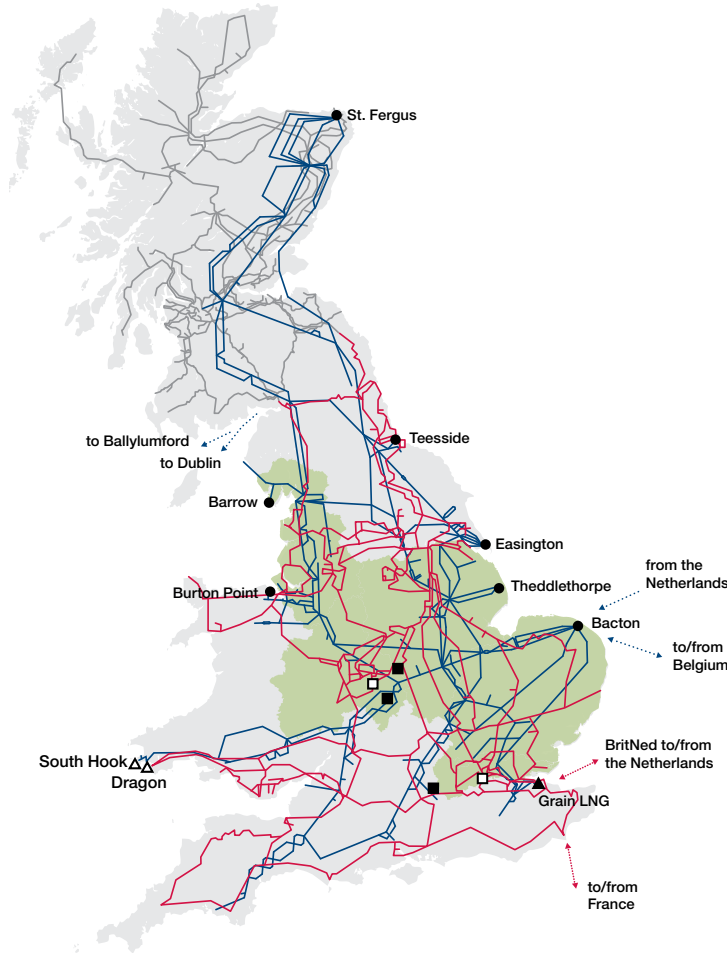 St. Fergus
to Ballylumford
Teesside
to Dublin
Barrow
Easington
from the
Netherlands
Burton Point
Theddlethorpe
Bacton
to/from
Belgium
South Hook
Dragon
BritNed to/from
the Netherlands
Grain LNG
to/from
France